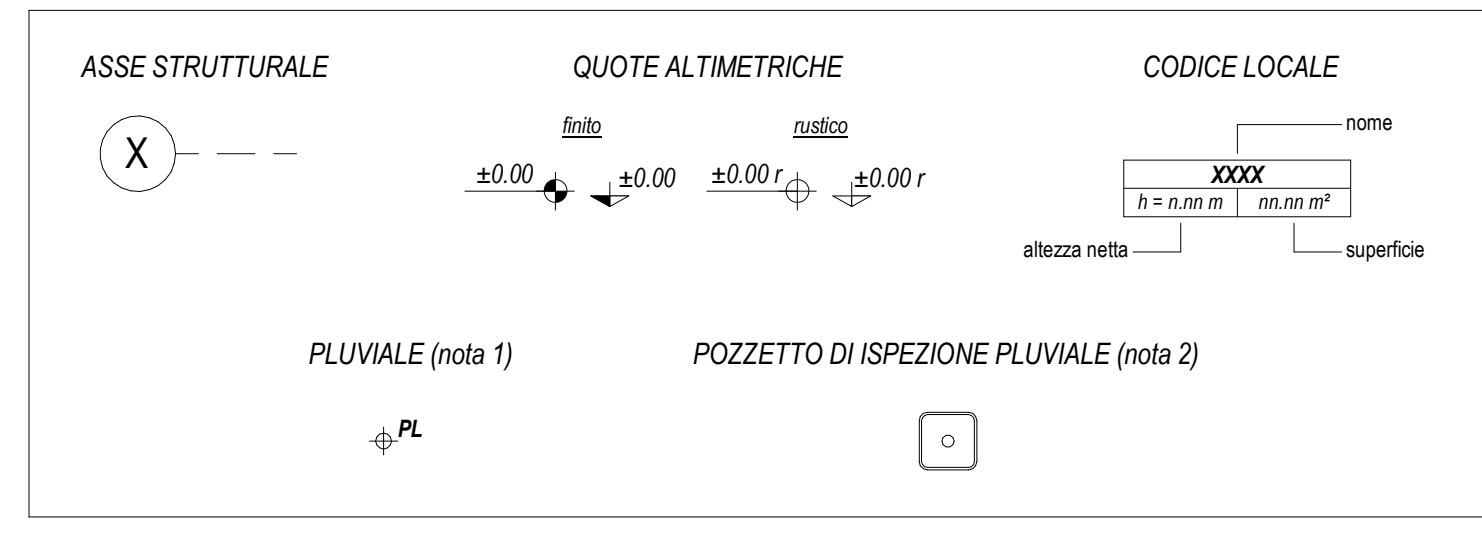 ASSE STRUTTURALE
X
QUOTE ALTIMETRICHE
finito
rustico
±0.00
±0.00
±0.00 r
±0.00 r
CODICE LOCALE
nome
XXXX
h = n.nn m
nn.nn m²
altezza netta
superficie
PLUVIALE (nota 1)
PL
POZZETTO DI ISPEZIONE PLUVIALE (nota 2)